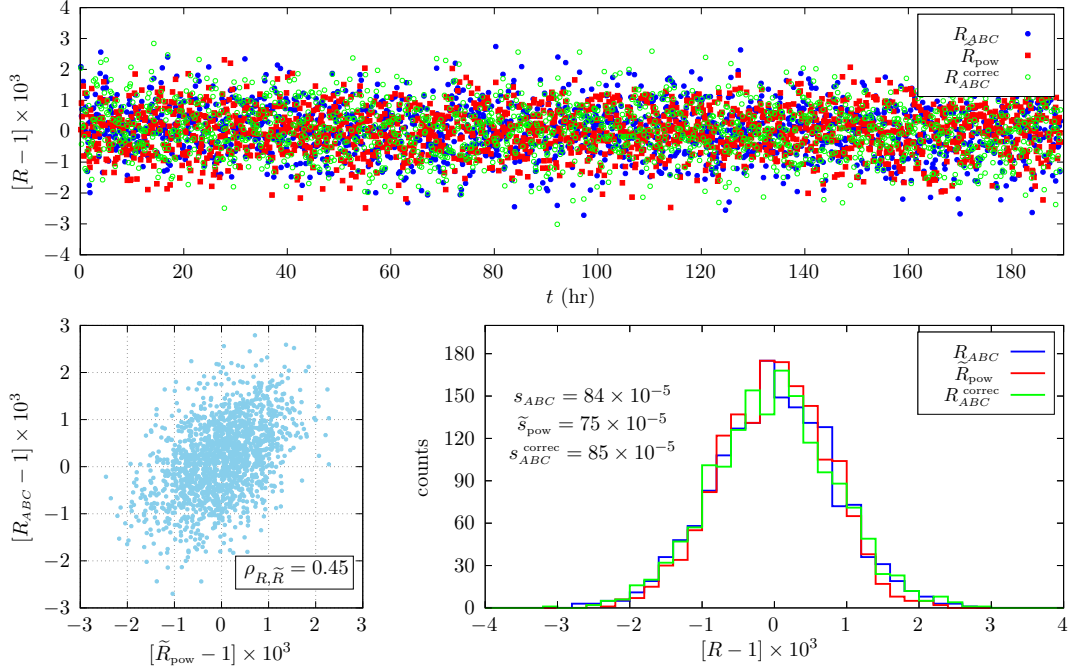 4
3
2
1
0
−1
−2
−3
−4
[R − 1] × 10³
0 20 40 60 80 100 120 140 160 180
t (hr)
R_ABC
R̃_pow
R_ABC^correc
3
2
1
0
−1
−2
−3
[R_ABC − 1] × 10³
ρ_R,R̃ = 0.45
−3 −2 −1 0 1 2 3
[R̃_pow − 1] × 10³
180
150
120
90
60
30
0
counts
s_ABC = 84 × 10⁻⁵
s̃_pow = 75 × 10⁻⁵
s_ABC^correc = 85 × 10⁻⁵
R_ABC
R̃_pow
R_ABC^correc
−4 −3 −2 −1 0 1 2 3 4
[R − 1] × 10³